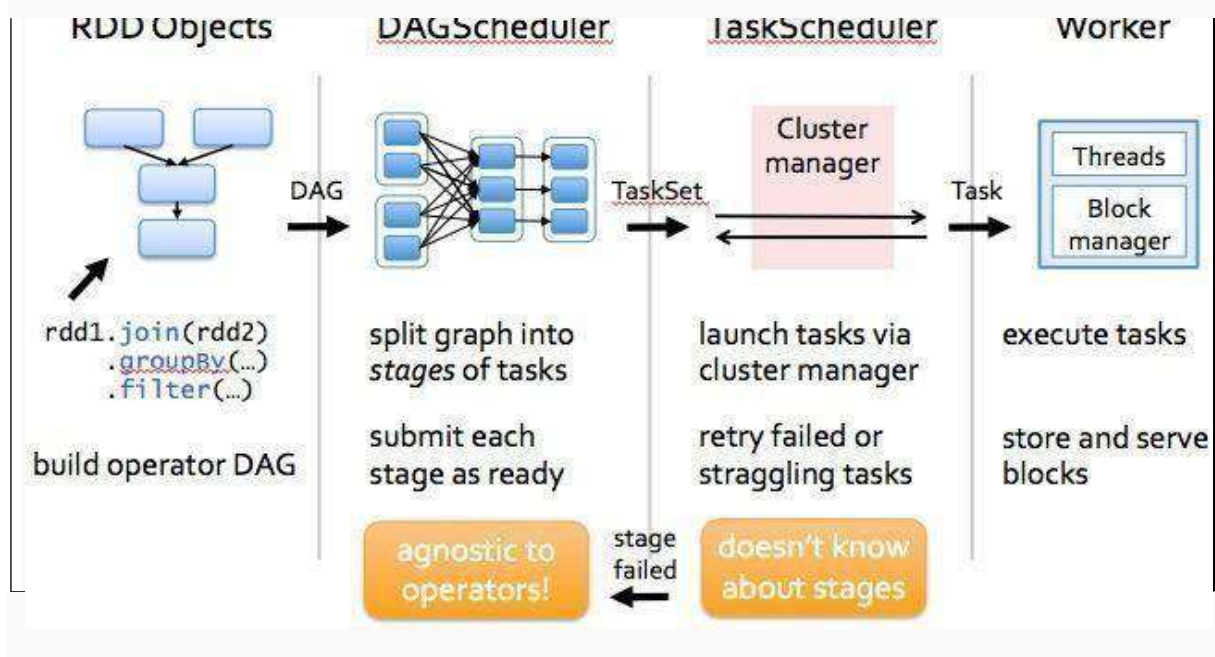 RDD Objects
DAGScheduler
TaskScheduler
Worker
DAG
TaskSet
Cluster
manager
Task
Threads
Block
manager
rdd1.join(rdd2)
.groupBy(…)
.filter(…)
build operator DAG
split graph into
stages of tasks
submit each
stage as ready
agnostic to
operators!
launch tasks via
cluster manager
retry failed or
straggling tasks
stage
failed
doesn't know
about stages
execute tasks
store and serve
blocks